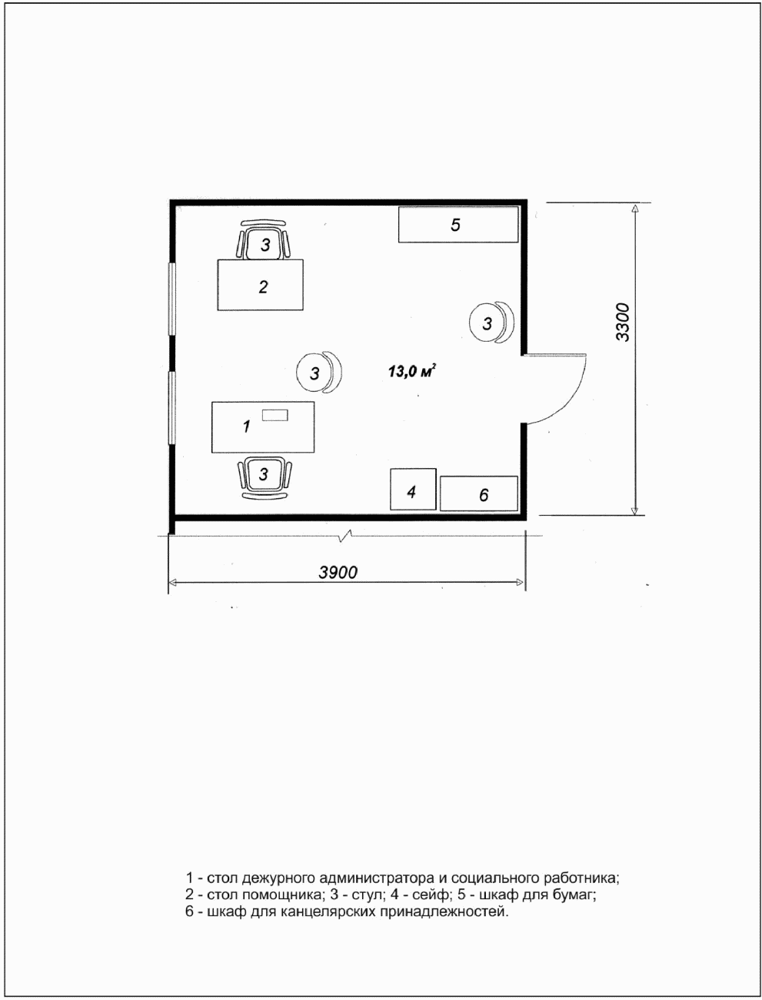 5
3
2
3
3300
3
13,0 м²
1
3
4
6
3900
1 - стол дежурного администратора и социального работника;
2 - стол помощника; 3 - стул; 4 - сейф; 5 - шкаф для бумаг;
6 - шкаф для канцелярских принадлежностей.